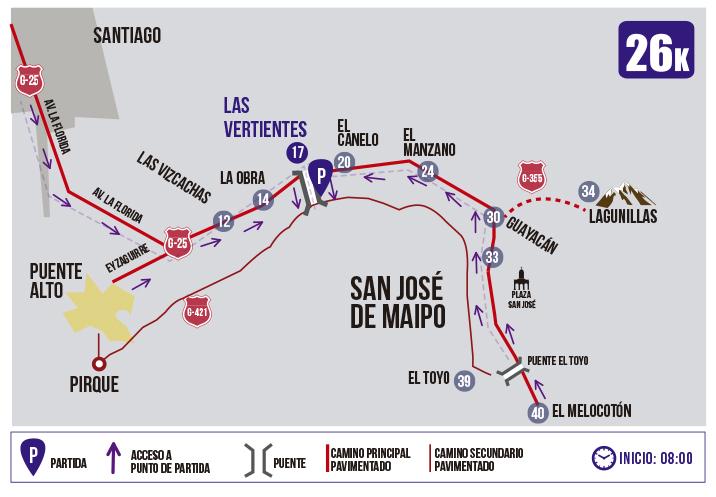 SANTIAGO
26K
G-25
AV. LA FLORIDA
LAS
VERTIENTES
17
P
EL
CANELO
20
EL
MANZANO
24
LAS VIZCACHAS
LA OBRA
14
12
G-355
34
LAGUNILLAS
AV. LA FLORIDA
G-25
EYZAGUIRRE
30
GUAYACÁN
33
PUENTE
ALTO
SAN JOSÉ
DE MAIPO
PLAZA
SAN JOSÉ
G-421
PIRQUE
EL TOYO
39
PUENTE EL TOYO
40
EL MELOCOTÓN
P
PARTIDA
ACCESO A
PUNTO DE PARTIDA
PUENTE
CAMINO PRINCIPAL
PAVIMENTADO
CAMINO SECUNDARIO
PAVIMENTADO
INICIO: 08:00